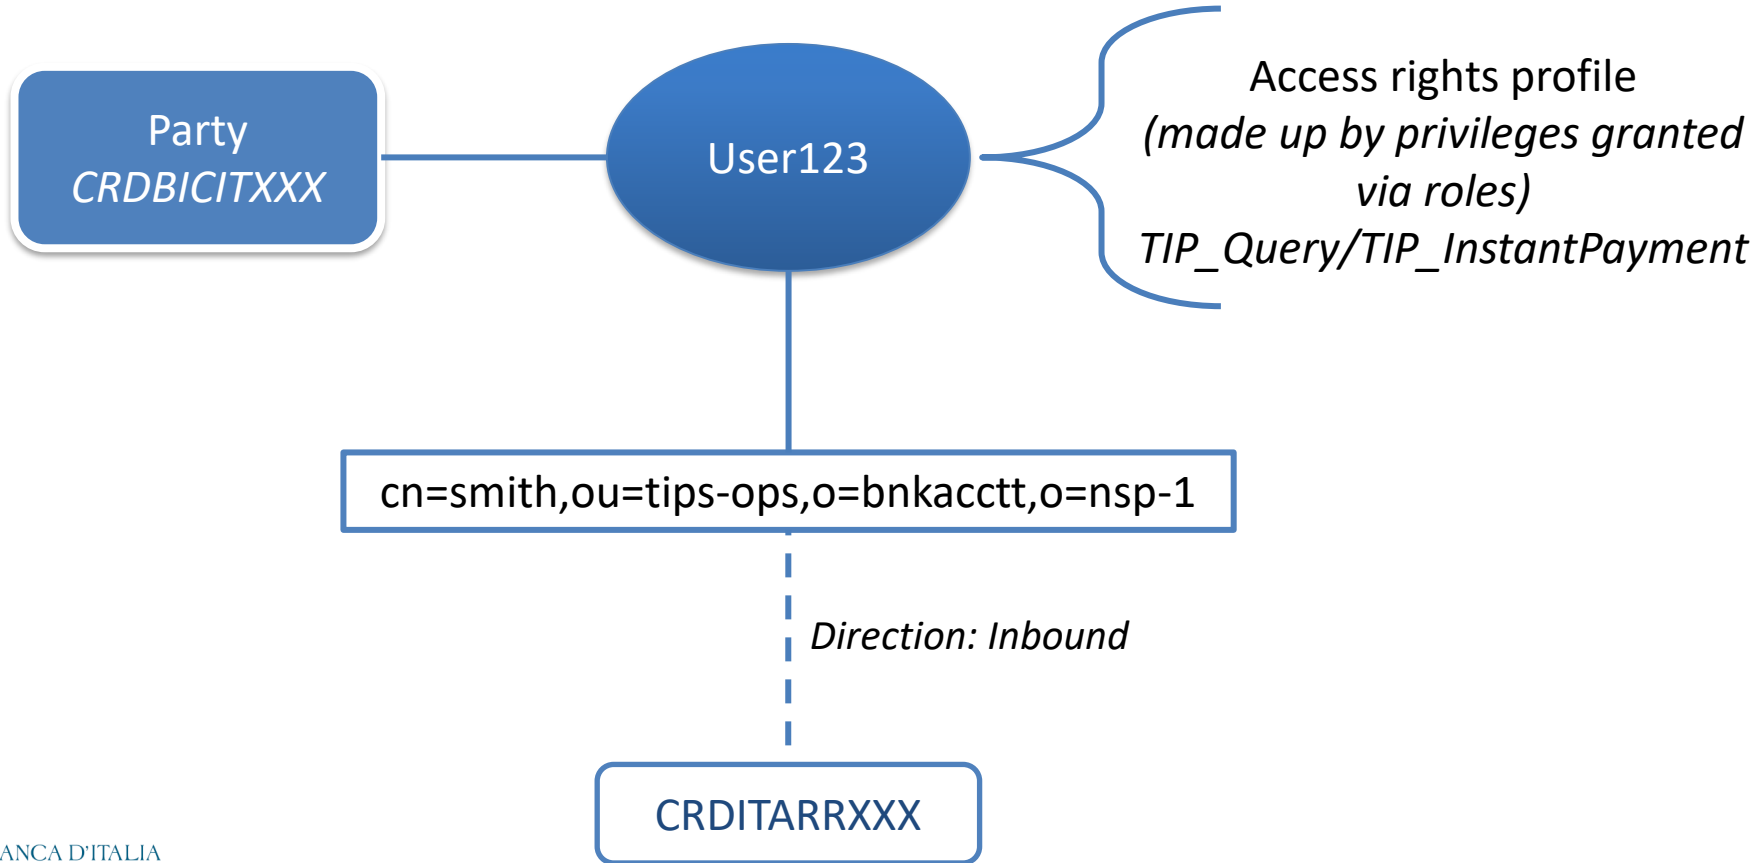 Party
CRDBICITXXX
User123
Access rights profile
(made up by privileges granted
via roles)
TIP_Query/TIP_InstantPayment
cn=smith,ou=tips-ops,o=bnkacctt,o=nsp-1
Direction: Inbound
CRDITARRXXX
ANCA D'ITALIA